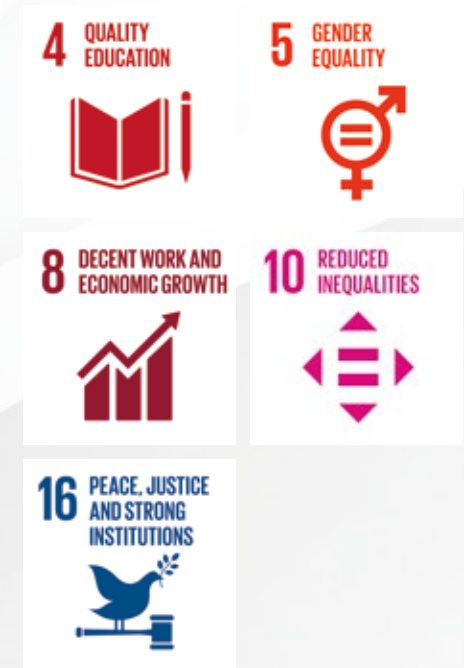 4 QUALITY
EDUCATION
5 GENDER
EQUALITY
8 DECENT WORK AND
ECONOMIC GROWTH
10 REDUCED
INEQUALITIES
16 PEACE, JUSTICE
AND STRONG
INSTITUTIONS